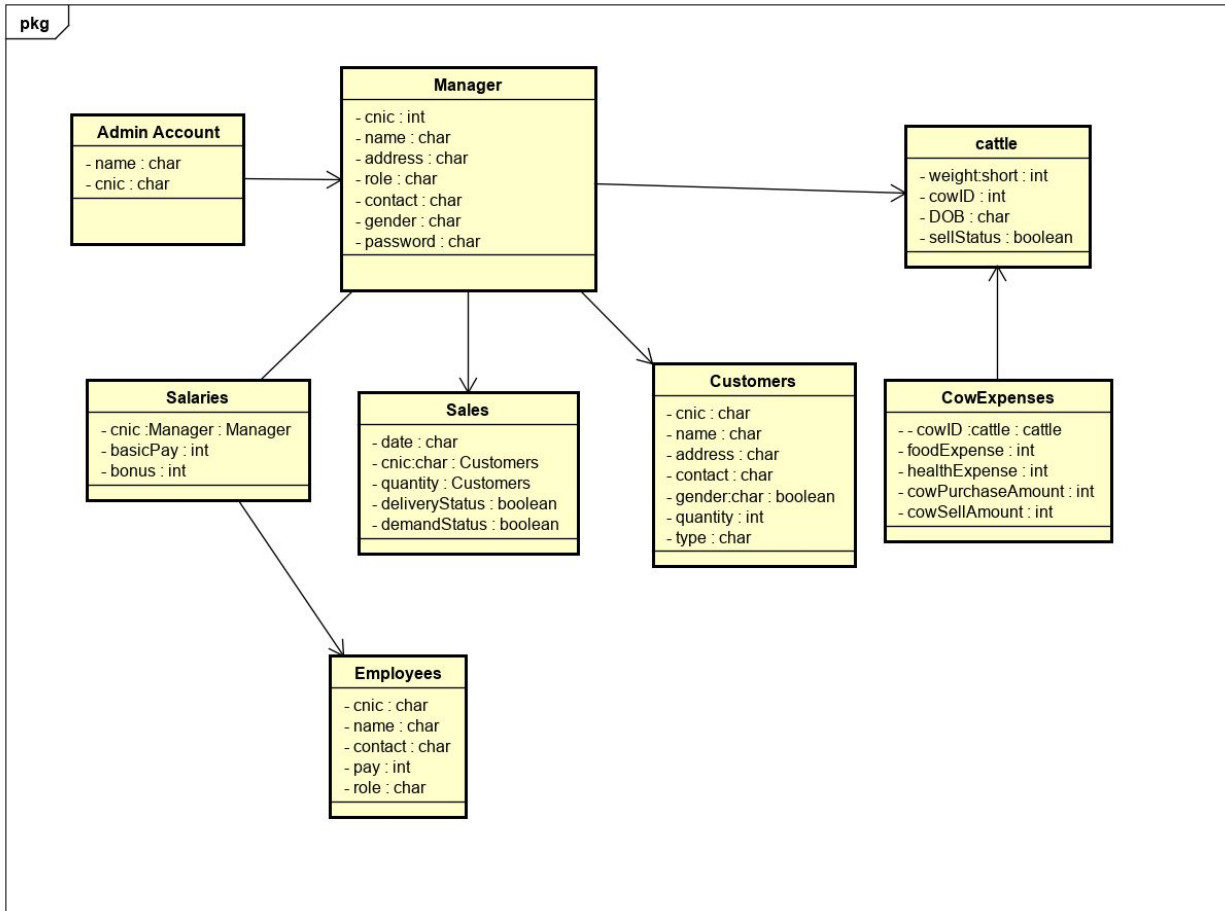 pkg
Manager
- cnic : int
- name : char
- address : char
- role : char
- contact : char
- gender : char
- password : char
Admin Account
- name : char
- cnic : char
cattle
- weight:short : int
- cowID : int
- DOB : char
- sellStatus : boolean
Salaries
- cnic :Manager : Manager
- basicPay : int
- bonus : int
Sales
- date : char
- cnic:char : Customers
- quantity : Customers
- deliveryStatus : boolean
- demandStatus : boolean
Customers
- cnic : char
- name : char
- address : char
- contact : char
- gender:char : boolean
- quantity : int
- type : char
CowExpenses
- - cowID :cattle : cattle
- foodExpense : int
- healthExpense : int
- cowPurchaseAmount : int
- cowSellAmount : int
Employees
- cnic : char
- name : char
- contact : char
- pay : int
- role : char